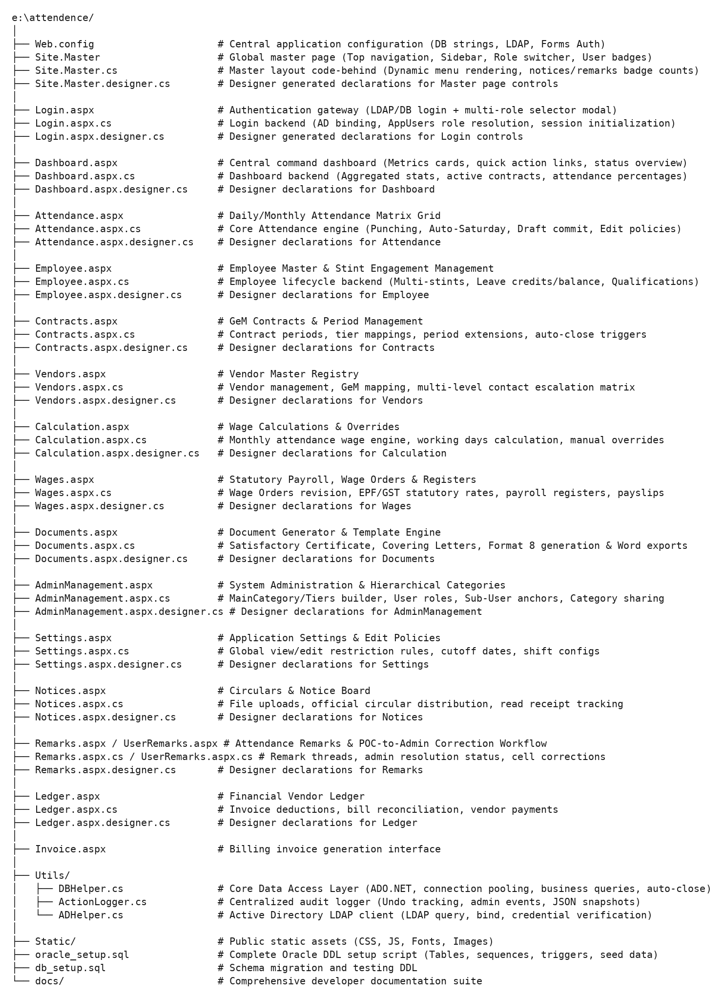 e:\attendence/
│
├── Web.config                     # Central application configuration (DB strings, LDAP, Forms Auth)
├── Site.Master                    # Global master page (Top navigation, Sidebar, Role switcher, User badges)
├── Site.Master.cs                 # Master layout code-behind (Dynamic menu rendering, notices/remarks badge counts)
├── Site.Master.designer.cs        # Designer generated declarations for Master page controls
│
├── Login.aspx                     # Authentication gateway (LDAP/DB login + multi-role selector modal)
├── Login.aspx.cs                  # Login backend (AD binding, AppUsers role resolution, session initialization)
├── Login.aspx.designer.cs         # Designer generated declarations for Login controls
│
├── Dashboard.aspx                 # Central command dashboard (Metrics cards, quick action links, status overview)
├── Dashboard.aspx.cs              # Dashboard backend (Aggregated stats, active contracts, attendance percentages)
├── Dashboard.aspx.designer.cs     # Designer declarations for Dashboard
│
├── Attendance.aspx                # Daily/Monthly Attendance Matrix Grid
├── Attendance.aspx.cs             # Core Attendance engine (Punching, Auto-Saturday, Draft commit, Edit policies)
├── Attendance.aspx.designer.cs    # Designer declarations for Attendance
│
├── Employee.aspx                  # Employee Master & Stint Engagement Management
├── Employee.aspx.cs               # Employee lifecycle backend (Multi-stints, Leave credits/balance, Qualifications)
├── Employee.aspx.designer.cs      # Designer declarations for Employee
│
├── Contracts.aspx                 # GeM Contracts & Period Management
├── Contracts.aspx.cs              # Contract periods, tier mappings, period extensions, auto-close triggers
├── Contracts.aspx.designer.cs     # Designer declarations for Contracts
│
├── Vendors.aspx                   # Vendor Master Registry
├── Vendors.aspx.cs                # Vendor management, GeM mapping, multi-level contact escalation matrix
├── Vendors.aspx.designer.cs       # Designer declarations for Vendors
│
├── Calculation.aspx               # Wage Calculations & Overrides
├── Calculation.aspx.cs            # Monthly attendance wage engine, working days calculation, manual overrides
├── Calculation.aspx.designer.cs   # Designer declarations for Calculation
│
├── Wages.aspx                     # Statutory Payroll, Wage Orders & Registers
├── Wages.aspx.cs                  # Wage Orders revision, EPF/GST statutory rates, payroll registers, payslips
├── Wages.aspx.designer.cs         # Designer declarations for Wages
│
├── Documents.aspx                 # Document Generator & Template Engine
├── Documents.aspx.cs              # Satisfactory Certificate, Covering Letters, Format 8 generation & Word exports
├── Documents.aspx.designer.cs     # Designer declarations for Documents
│
├── AdminManagement.aspx           # System Administration & Hierarchical Categories
├── AdminManagement.aspx.cs        # MainCategory/Tiers builder, User roles, Sub-User anchors, Category sharing
├── AdminManagement.aspx.designer.cs # Designer declarations for AdminManagement
│
├── Settings.aspx                  # Application Settings & Edit Policies
├── Settings.aspx.cs               # Global view/edit restriction rules, cutoff dates, shift configs
├── Settings.aspx.designer.cs      # Designer declarations for Settings
│
├── Notices.aspx                   # Circulars & Notice Board
├── Notices.aspx.cs                # File uploads, official circular distribution, read receipt tracking
├── Notices.aspx.designer.cs       # Designer declarations for Notices
│
├── Remarks.aspx / UserRemarks.aspx # Attendance Remarks & POC-to-Admin Correction Workflow
├── Remarks.aspx.cs / UserRemarks.aspx.cs # Remark threads, admin resolution status, cell corrections
├── Remarks.aspx.designer.cs       # Designer declarations for Remarks
│
├── Ledger.aspx                    # Financial Vendor Ledger
├── Ledger.aspx.cs                 # Invoice deductions, bill reconciliation, vendor payments
├── Ledger.aspx.designer.cs        # Designer declarations for Ledger
│
├── Invoice.aspx                   # Billing invoice generation interface
│
├── Utils/
│   ├── DBHelper.cs                # Core Data Access Layer (ADO.NET, connection pooling, business queries, auto-close)
│   ├── ActionLogger.cs            # Centralized audit logger (Undo tracking, admin events, JSON snapshots)
│   └── ADHelper.cs                # Active Directory LDAP client (LDAP query, bind, credential verification)
│
├── Static/                        # Public static assets (CSS, JS, Fonts, Images)
├── oracle_setup.sql               # Complete Oracle DDL setup script (Tables, sequences, triggers, seed data)
├── db_setup.sql                   # Schema migration and testing DDL
└── docs/                          # Comprehensive developer documentation suite